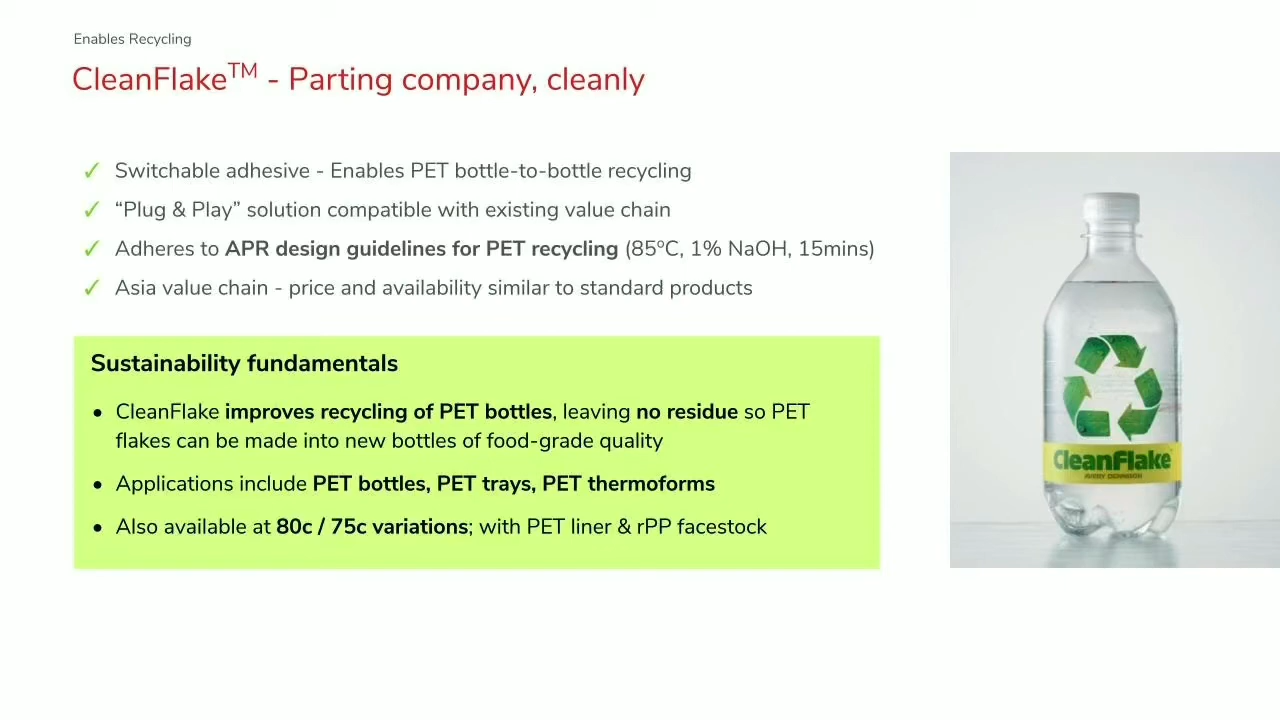 Enables Recycling
CleanFlake™ - Parting company, cleanly
✓ Switchable adhesive - Enables PET bottle-to-bottle recycling
✓ “Plug & Play” solution compatible with existing value chain
✓ Adheres to APR design guidelines for PET recycling (85ºC, 1% NaOH, 15mins)
✓ Asia value chain - price and availability similar to standard products
Sustainability fundamentals
• CleanFlake improves recycling of PET bottles, leaving no residue so PET
flakes can be made into new bottles of food-grade quality
• Applications include PET bottles, PET trays, PET thermoforms
• Also available at 80c / 75c variations; with PET liner & rPP facestock
CleanFlake
AVERY DENNISON